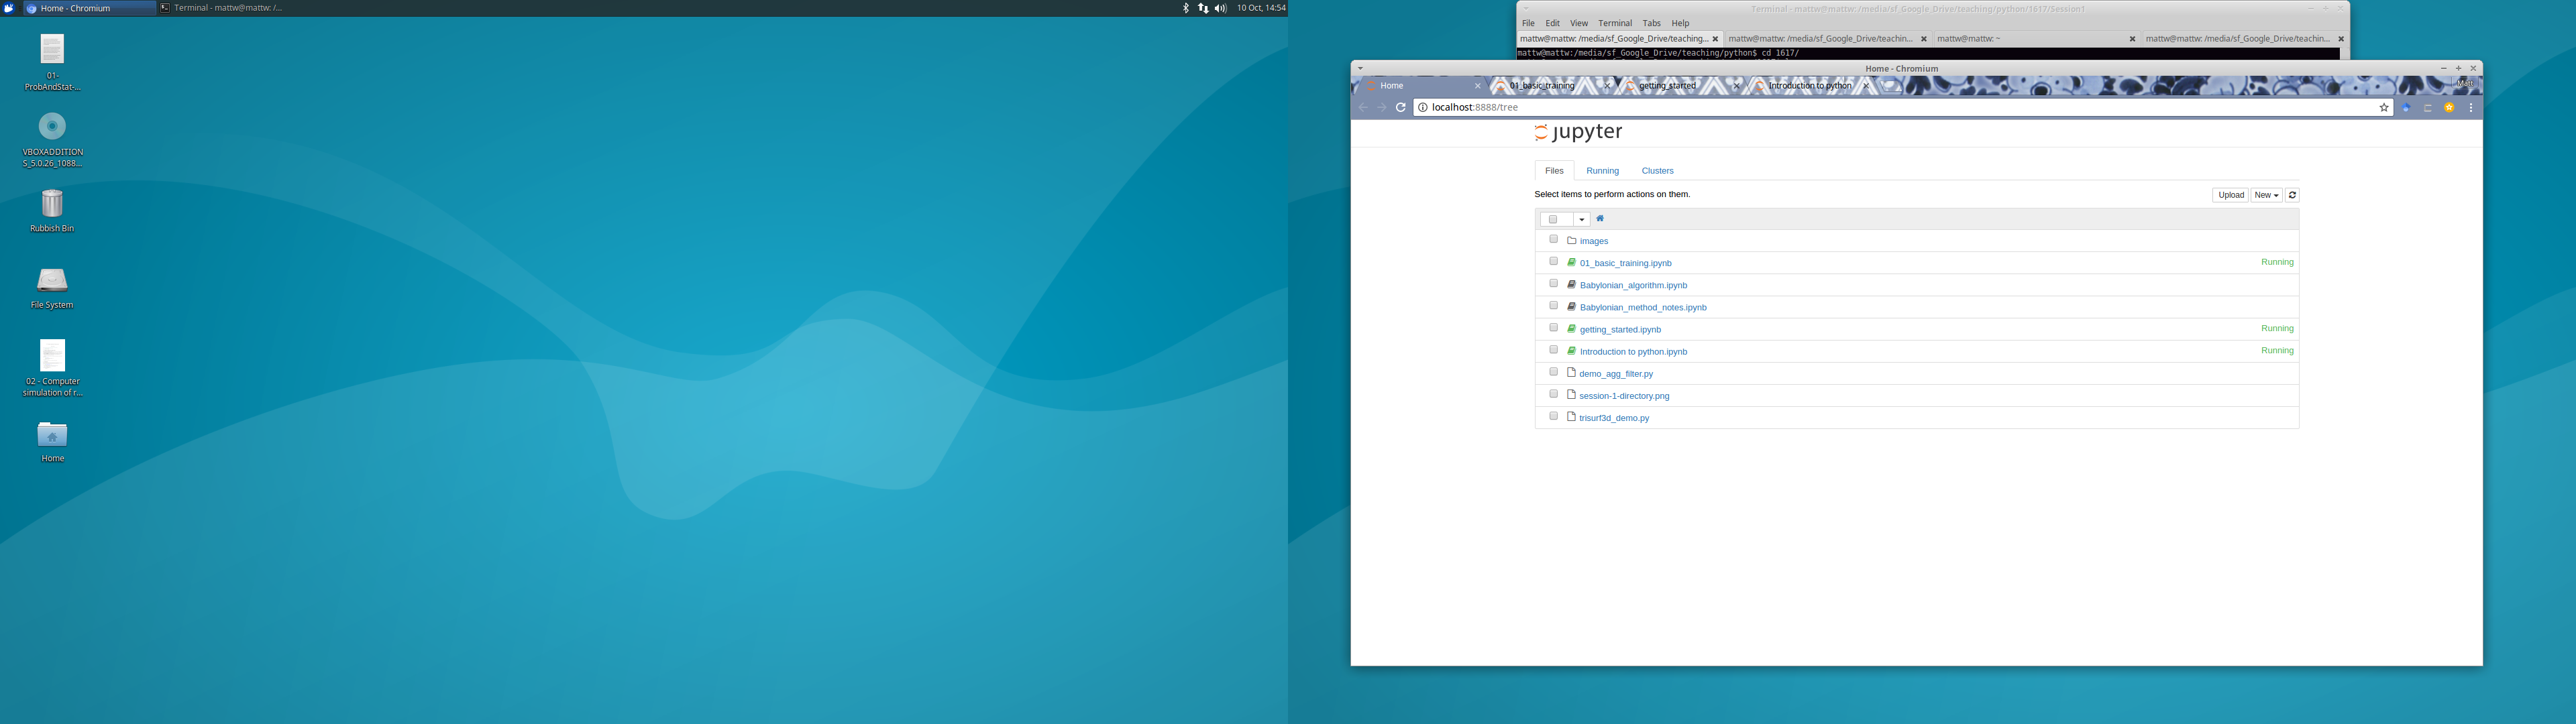 Home - Chromium
Terminal - mattw@mattw: /...
10 Oct, 14:54
01-
ProbAndStat-...
VBOXADDITION
S_5.0.26_1088...
Rubbish Bin
File System
02 - Computer
simulation of r...
Home
Terminal - mattw@mattw: /media/sf_Google_Drive/teaching/python/1617/Session1
File Edit View Terminal Tabs Help
mattw@mattw: /media/sf_Google_Drive/teaching... mattw@mattw: /media/sf_Google_Drive/teachin... mattw@mattw: ~ mattw@mattw: /media/sf_Google_Drive/teachin...
mattw@mattw:/media/sf_Google_Drive/teaching/python$ cd 1617/
Home - Chromium
Home 01_basic_training getting_started Introduction to python Matt
localhost:8888/tree
jupyter
Files Running Clusters
Select items to perform actions on them. Upload New
images
01_basic_training.ipynb Running
Babylonian_algorithm.ipynb
Babylonian_method_notes.ipynb
getting_started.ipynb Running
Introduction to python.ipynb Running
demo_agg_filter.py
session-1-directory.png
trisurf3d_demo.py